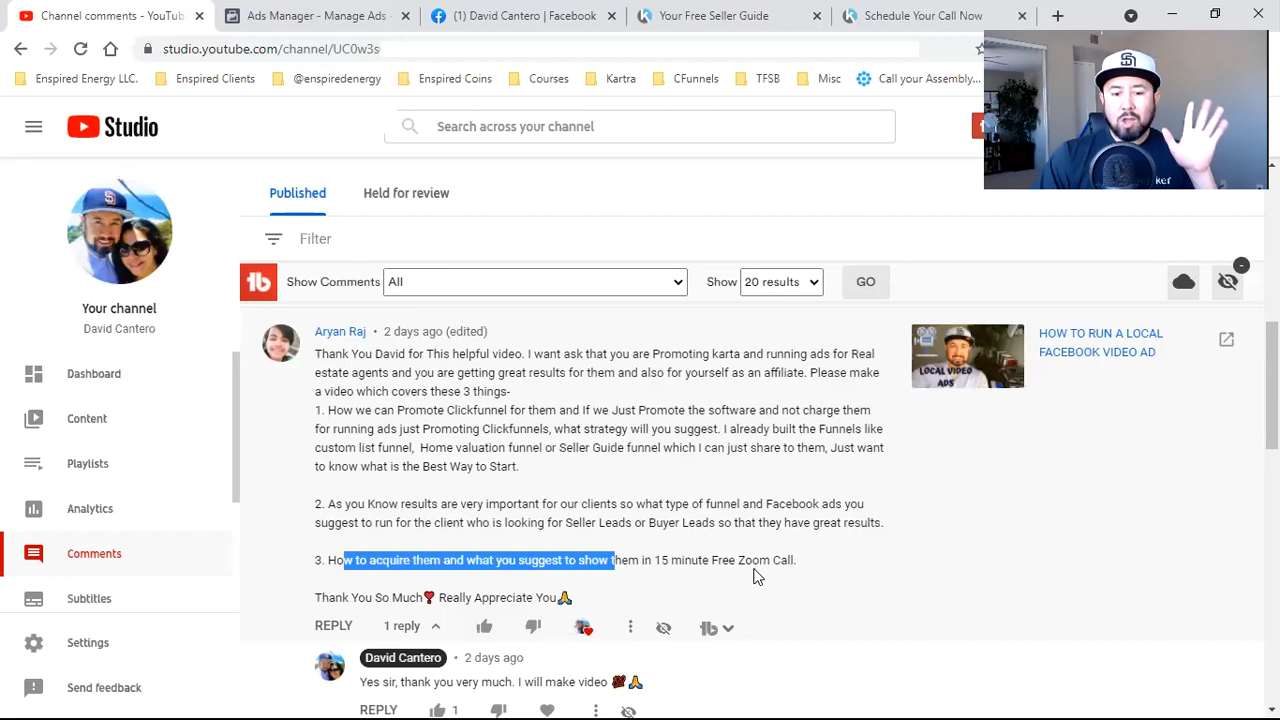 Channel comments - YouTub
Ads Manager - Manage Ads -
(1) David Cantero | Facebook
Your Free Seller Guide
Schedule Your Call Now
studio.youtube.com/channel/UC0w3s
Enspired Energy LLC.
Enspired Clients
@enspiredenergy
Enspired Coins
Courses
Kartra
CFunnels
TFSB
Misc
Call your Assembly...
Studio
Search across your channel
SD
ker
Your channel
David Cantero
Dashboard
Content
Playlists
Analytics
Comments
Subtitles
Settings
Send feedback
Published
Held for review
Filter
Show Comments
All
Show
20 results
GO
Aryan Raj • 2 days ago (edited)
Thank You David for This helpful video. I want ask that you are Promoting karta and running ads for Real
estate agents and you are getting great results for them and also for yourself as an affiliate. Please make
a video which covers these 3 things-
1. How we can Promote Clickfunnel for them and If we Just Promote the software and not charge them
for running ads just Promoting Clickfunnels, what strategy will you suggest. I already built the Funnels like
custom list funnel, Home valuation funnel or Seller Guide funnel which I can just share to them, Just want
to know what is the Best Way to Start.
2. As you Know results are very important for our clients so what type of funnel and Facebook ads you
suggest to run for the client who is looking for Seller Leads or Buyer Leads so that they have great results.
3. How to acquire them and what you suggest to show them in 15 minute Free Zoom Call.
Thank You So Much❣️ Really Appreciate You🙏
REPLY
1 reply
HOW TO RUN A LOCAL
FACEBOOK VIDEO AD
LOCAL VIDEO
ADS
David Cantero • 2 days ago
Yes sir, thank you very much. I will make video 💯🙏
REPLY
1